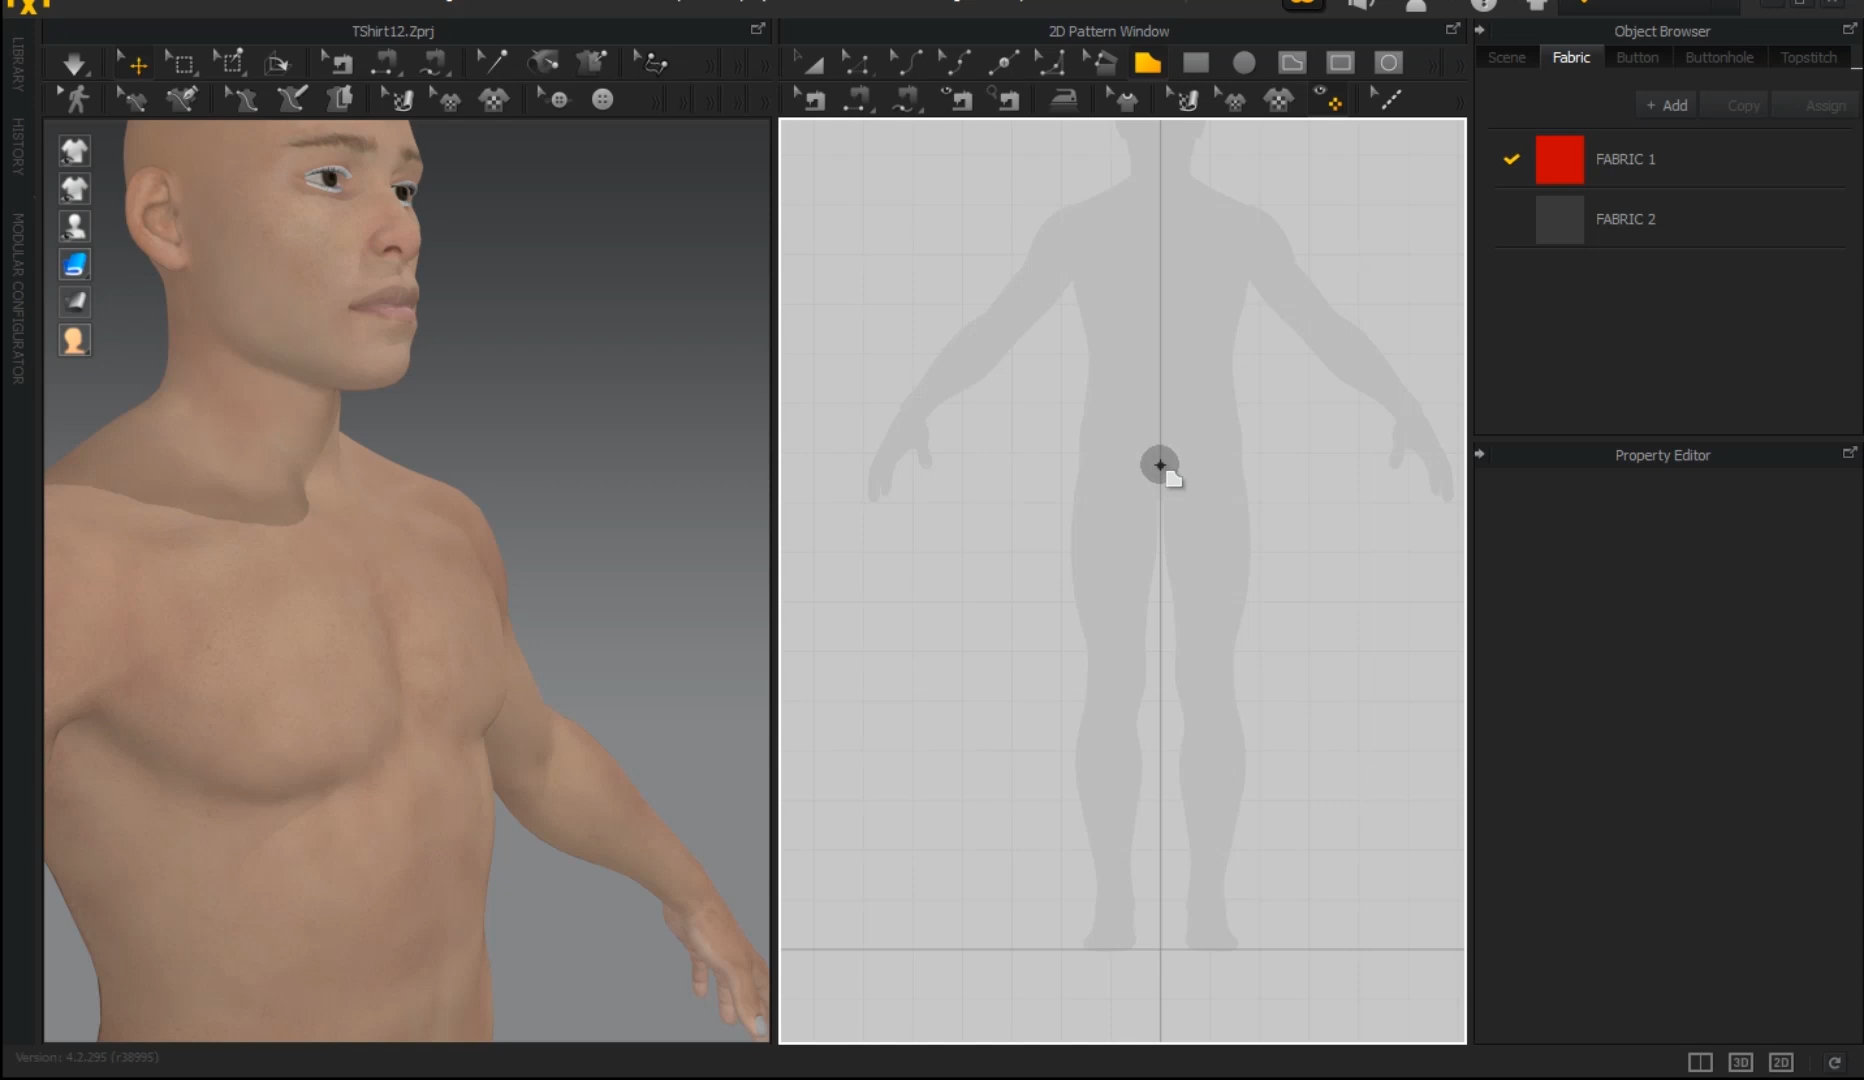 TShirt12.Zprj
2D Pattern Window
Object Browser
LIBRARY
HISTORY
MODULAR CONFIGURATOR
Scene
Fabric
Button
Buttonhole
Topstitch
+ Add
Copy
Assign
FABRIC 1
FABRIC 2
Property Editor
Version: 4.2.295 (r38995)
3D
2D